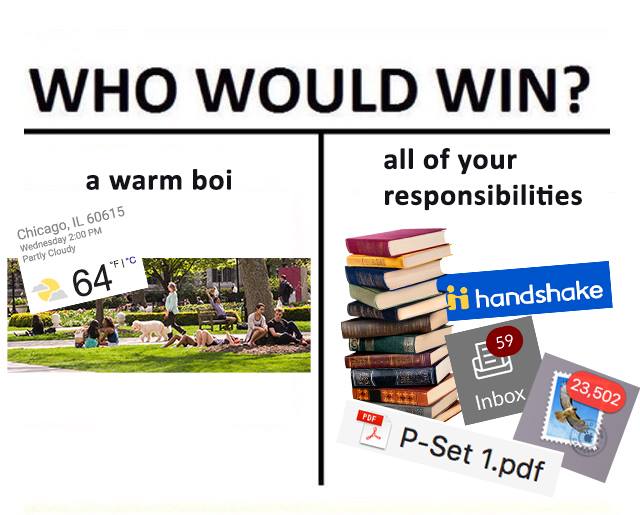 WHO WOULD WIN?
a warm boi
Chicago, IL 60615
Wednesday 2:00 PM
Partly Cloudy
64 °F | °C
all of your
responsibilities
handshake
59
Inbox
23,502
PDF
P-Set 1.pdf